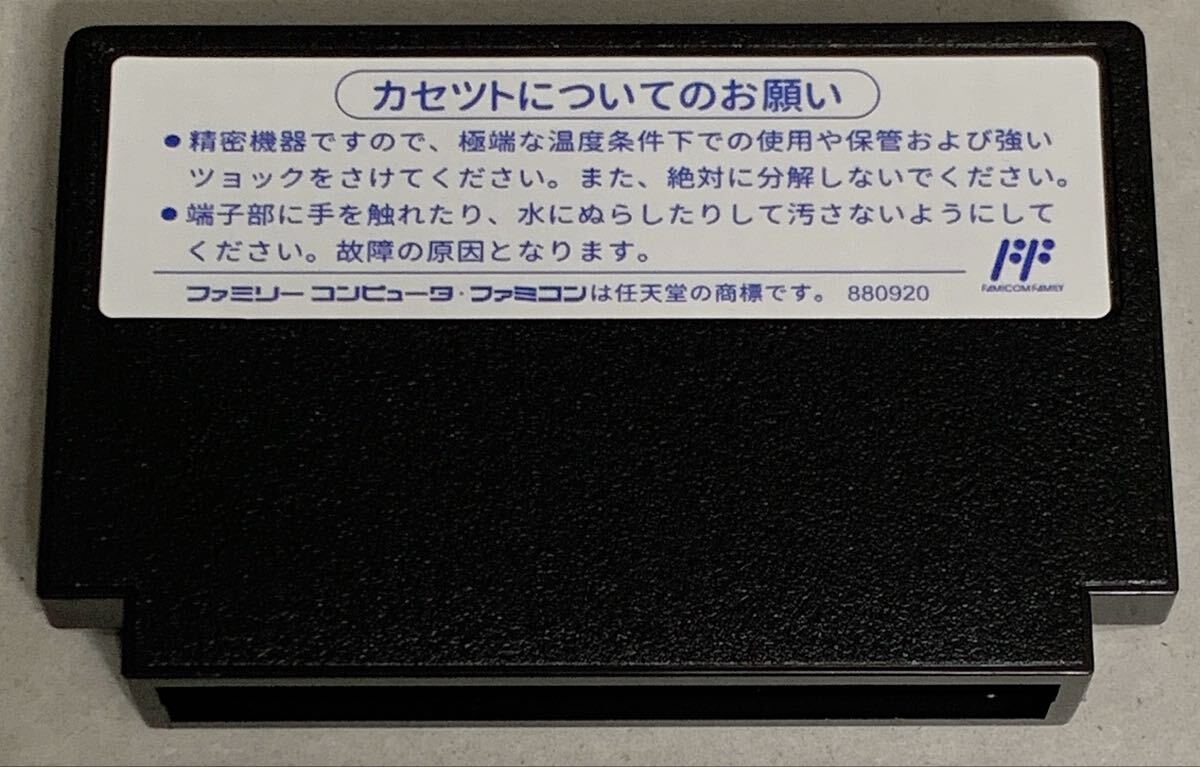 カセツトについてのお願い
●精密機器ですので、極端な温度条件下での使用や保管および強い
ツョックをさけてください。また、絶対に分解しないでください。
●端子部に手を触れたり、水にぬらしたりして汚さないようにして
ください。故障の原因となります。
FF
FAMICOM FAMILY
ファミリー コンピュータ・ファミコンは任天堂の商標です。 880920